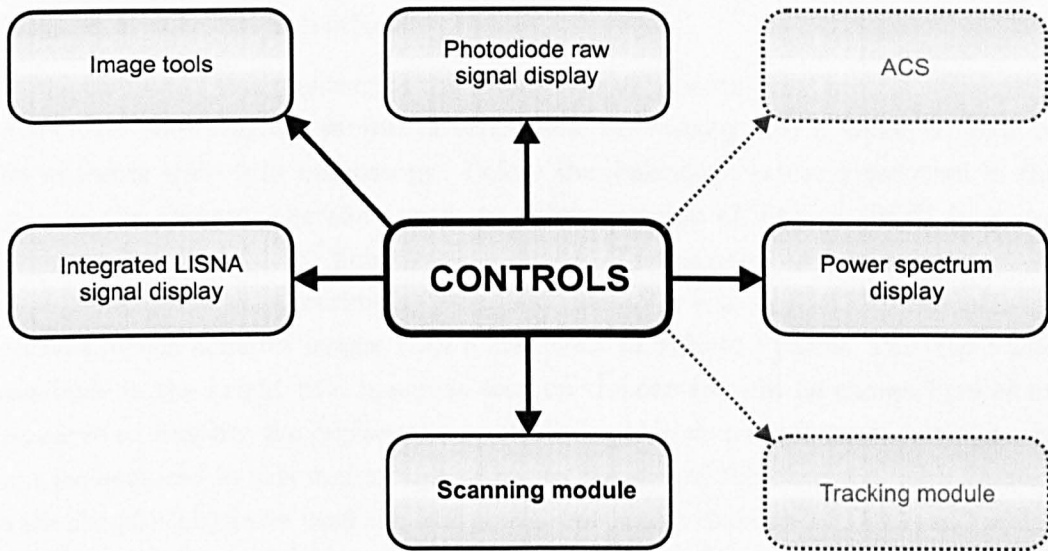 Image tools
Photodiode raw
signal display
ACS
Integrated LISNA
signal display
CONTROLS
Power spectrum
display
Scanning module
Tracking module